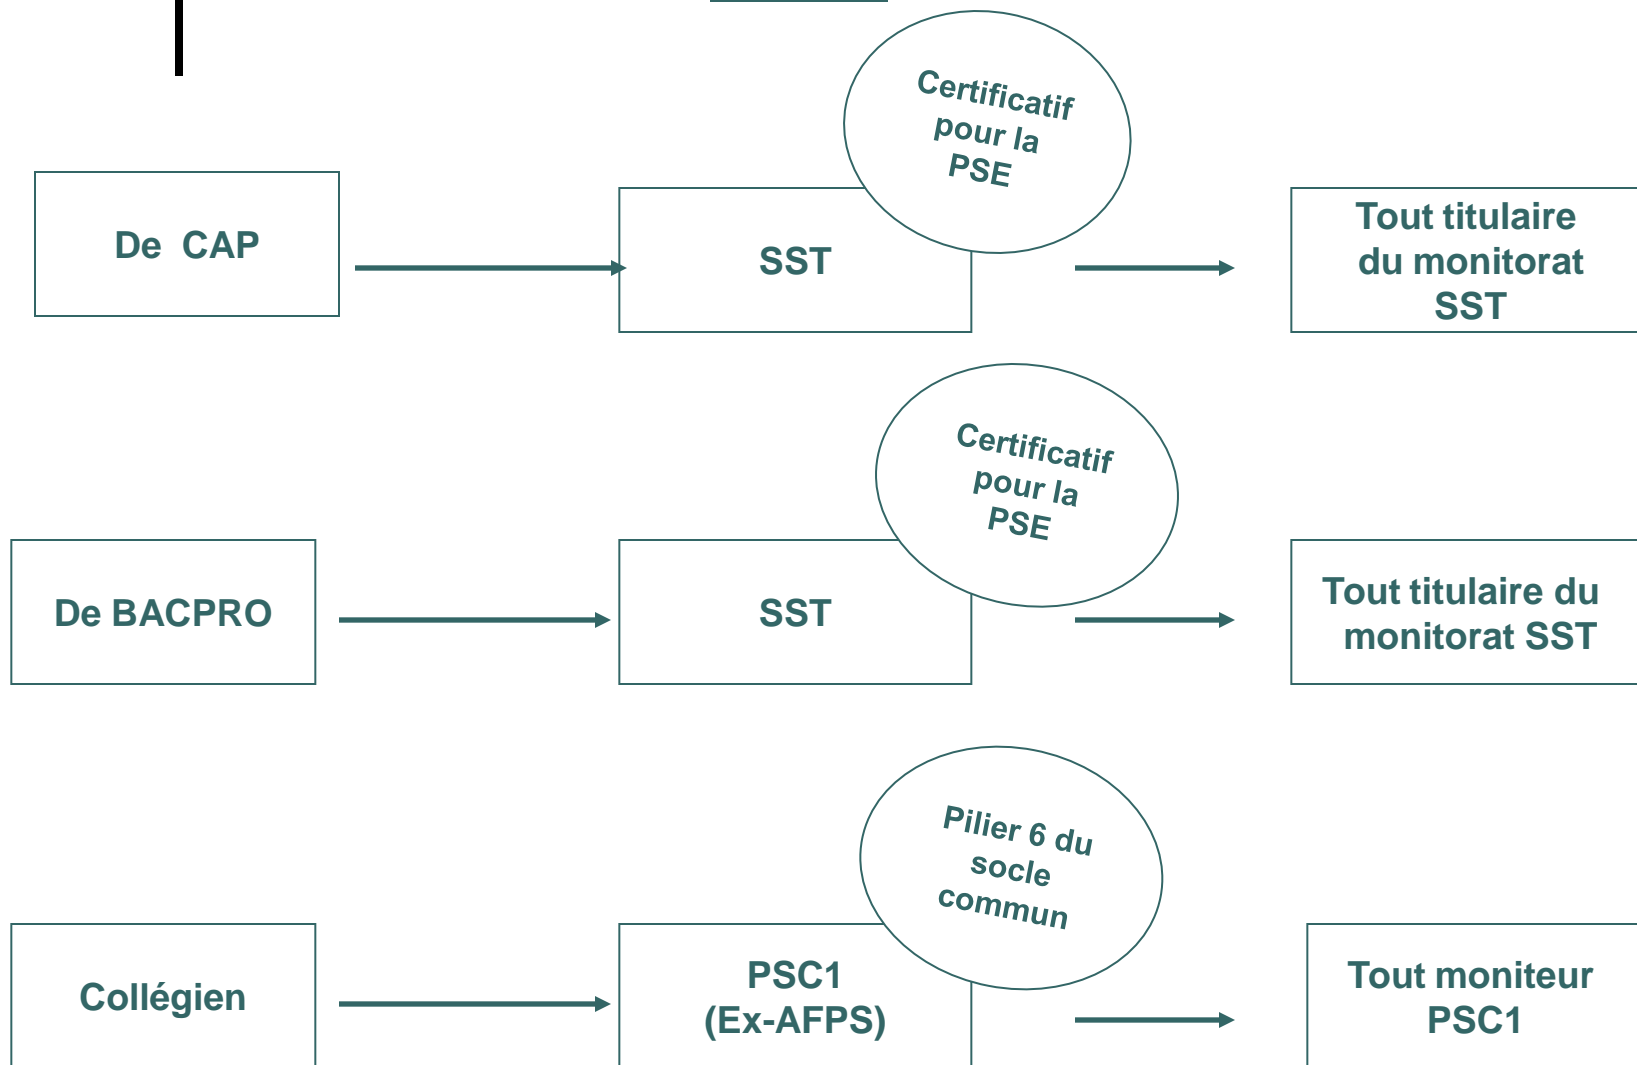 Certificatif
pour la
PSE
De CAP
SST
Tout titulaire
du monitorat
SST
Certificatif
pour la
PSE
De BACPRO
SST
Tout titulaire du
monitorat SST
Pilier 6 du
socle
commun
Collégien
PSC1
(Ex-AFPS)
Tout moniteur
PSC1